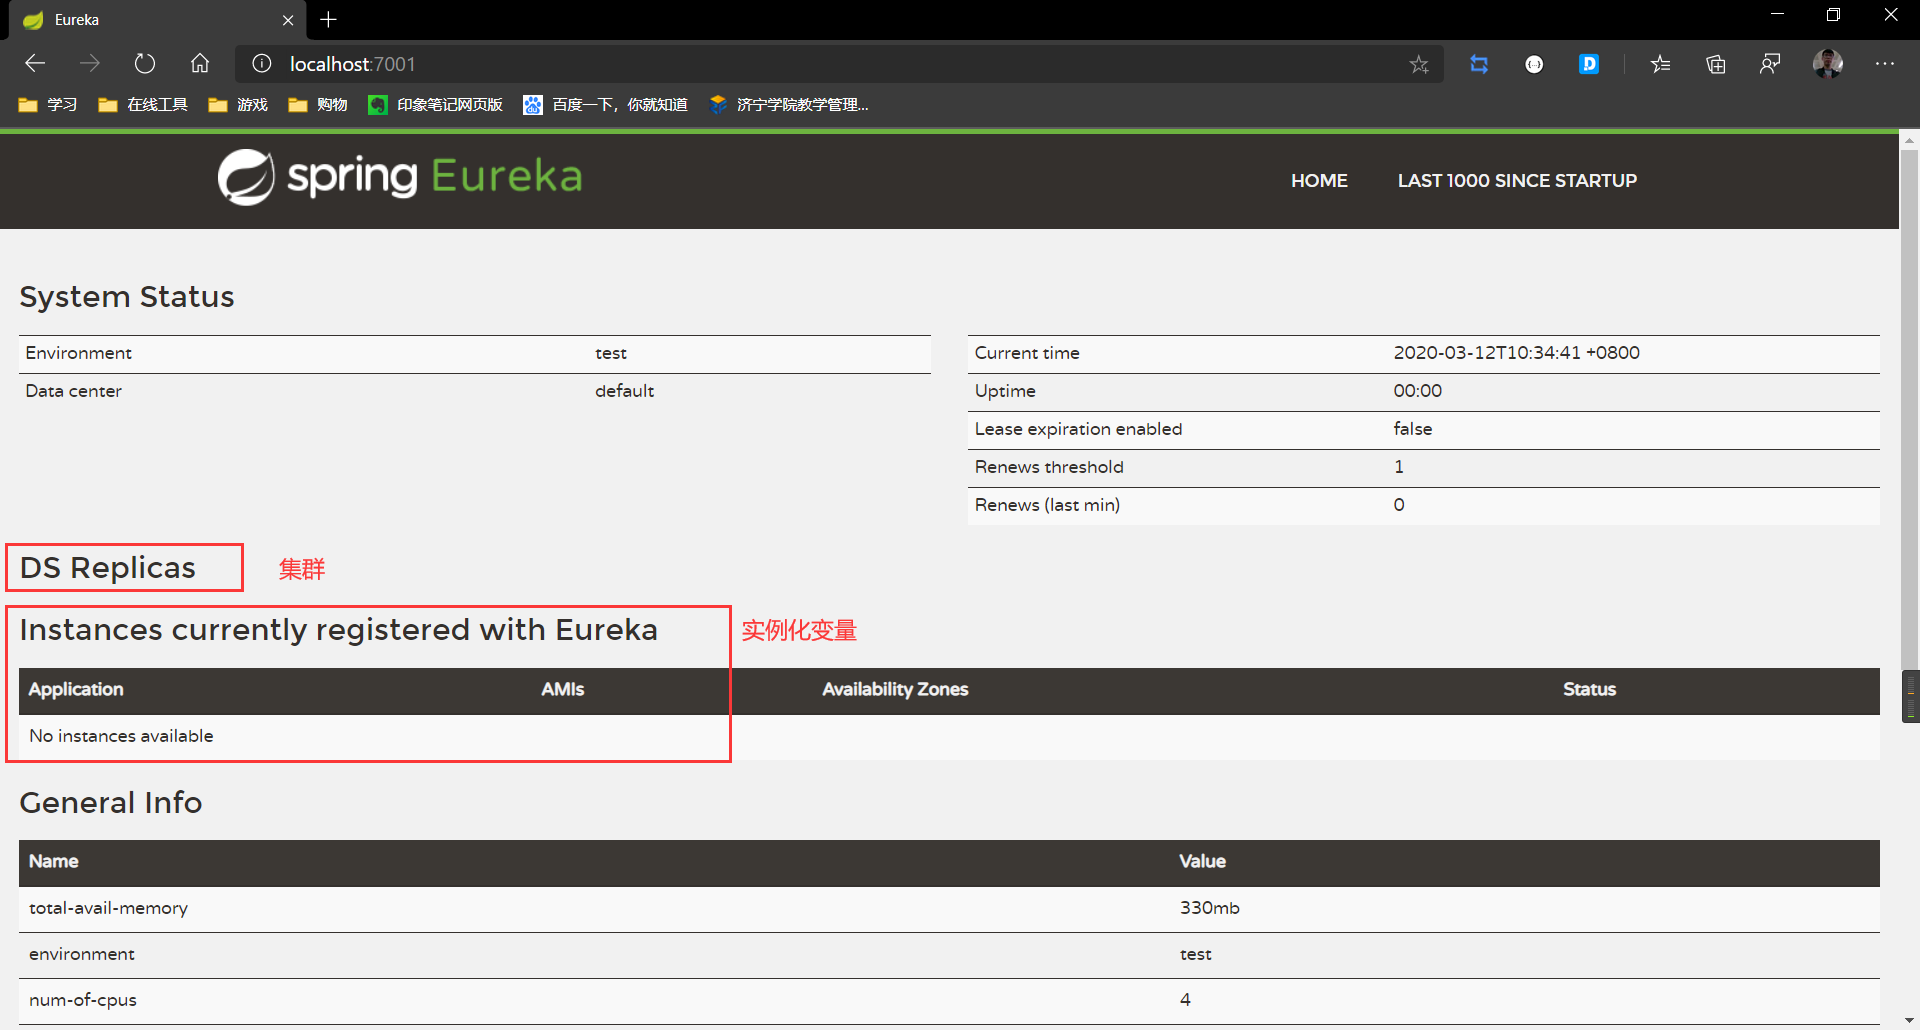 Eureka
localhost:7001
学习 在线工具 游戏 购物 印象笔记网页版 百度一下，你就知道 济宁学院教学管理...
spring Eureka
HOME LAST 1000 SINCE STARTUP
System Status
Environment test
Data center default
Current time 2020-03-12T10:34:41 +0800
Uptime 00:00
Lease expiration enabled false
Renews threshold 1
Renews (last min) 0
DS Replicas 集群
Instances currently registered with Eureka 实例化变量
Application AMIs Availability Zones Status
No instances available
General Info
Name Value
total-avail-memory 330mb
environment test
num-of-cpus 4